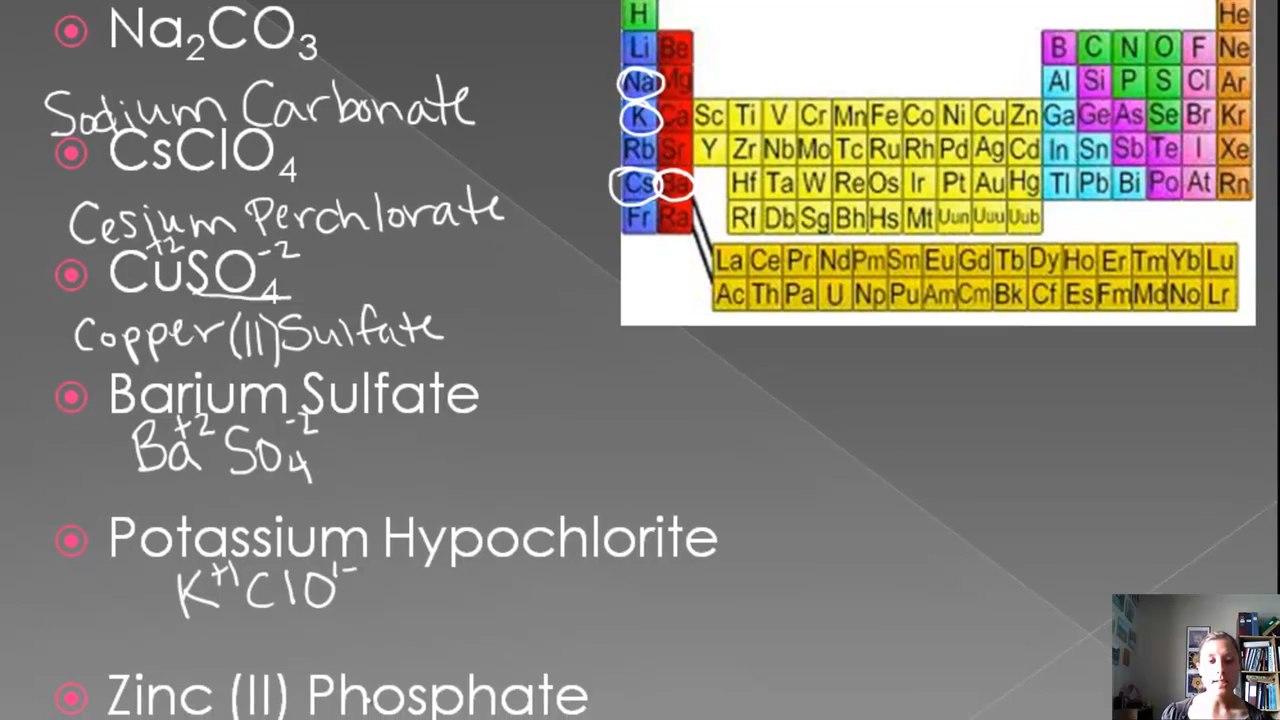 Na₂CO₃
Sodium Carbonate
CsClO₄
Cesium Perchlorate
Cu⁺²SO₄⁻²
Copper (II) Sulfate
Barium Sulfate
Ba⁺² SO₄⁻²
Potassium Hypochlorite
K⁺¹ClO¹⁻
Zinc (II) Phosphate
H He
Li Be B C N O F Ne
Na Mg Al Si P S Cl Ar
K Ca Sc Ti V Cr Mn Fe Co Ni Cu Zn Ga Ge As Se Br Kr
Rb Sr Y Zr Nb Mo Tc Ru Rh Pd Ag Cd In Sn Sb Te I Xe
Cs Ba Hf Ta W Re Os Ir Pt Au Hg Tl Pb Bi Po At Rn
Fr Ra Rf Db Sg Bh Hs Mt Uun Uuu Uub
La Ce Pr Nd Pm Sm Eu Gd Tb Dy Ho Er Tm Yb Lu
Ac Th Pa U Np Pu Am Cm Bk Cf Es Fm Md No Lr